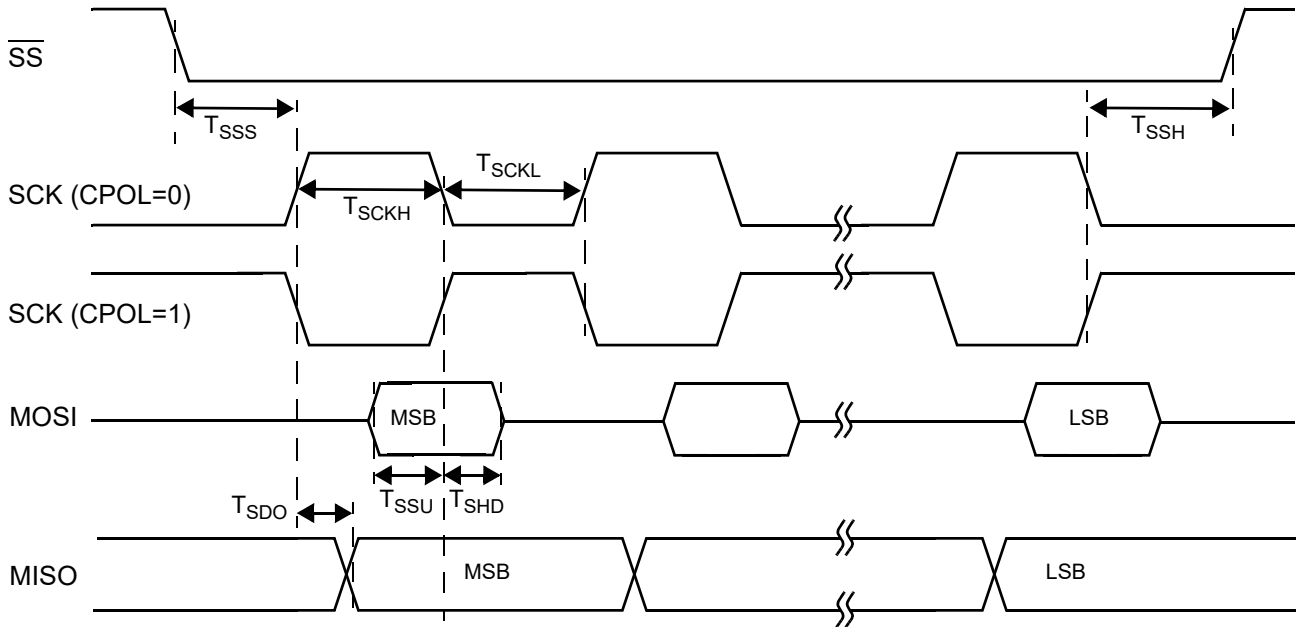 SS
TSSS
TSSH
SCK (CPOL=0)
TSCKH
TSCKL
SCK (CPOL=1)
MOSI
MSB
LSB
TSSU
TSHD
TSDO
MISO
MSB
LSB